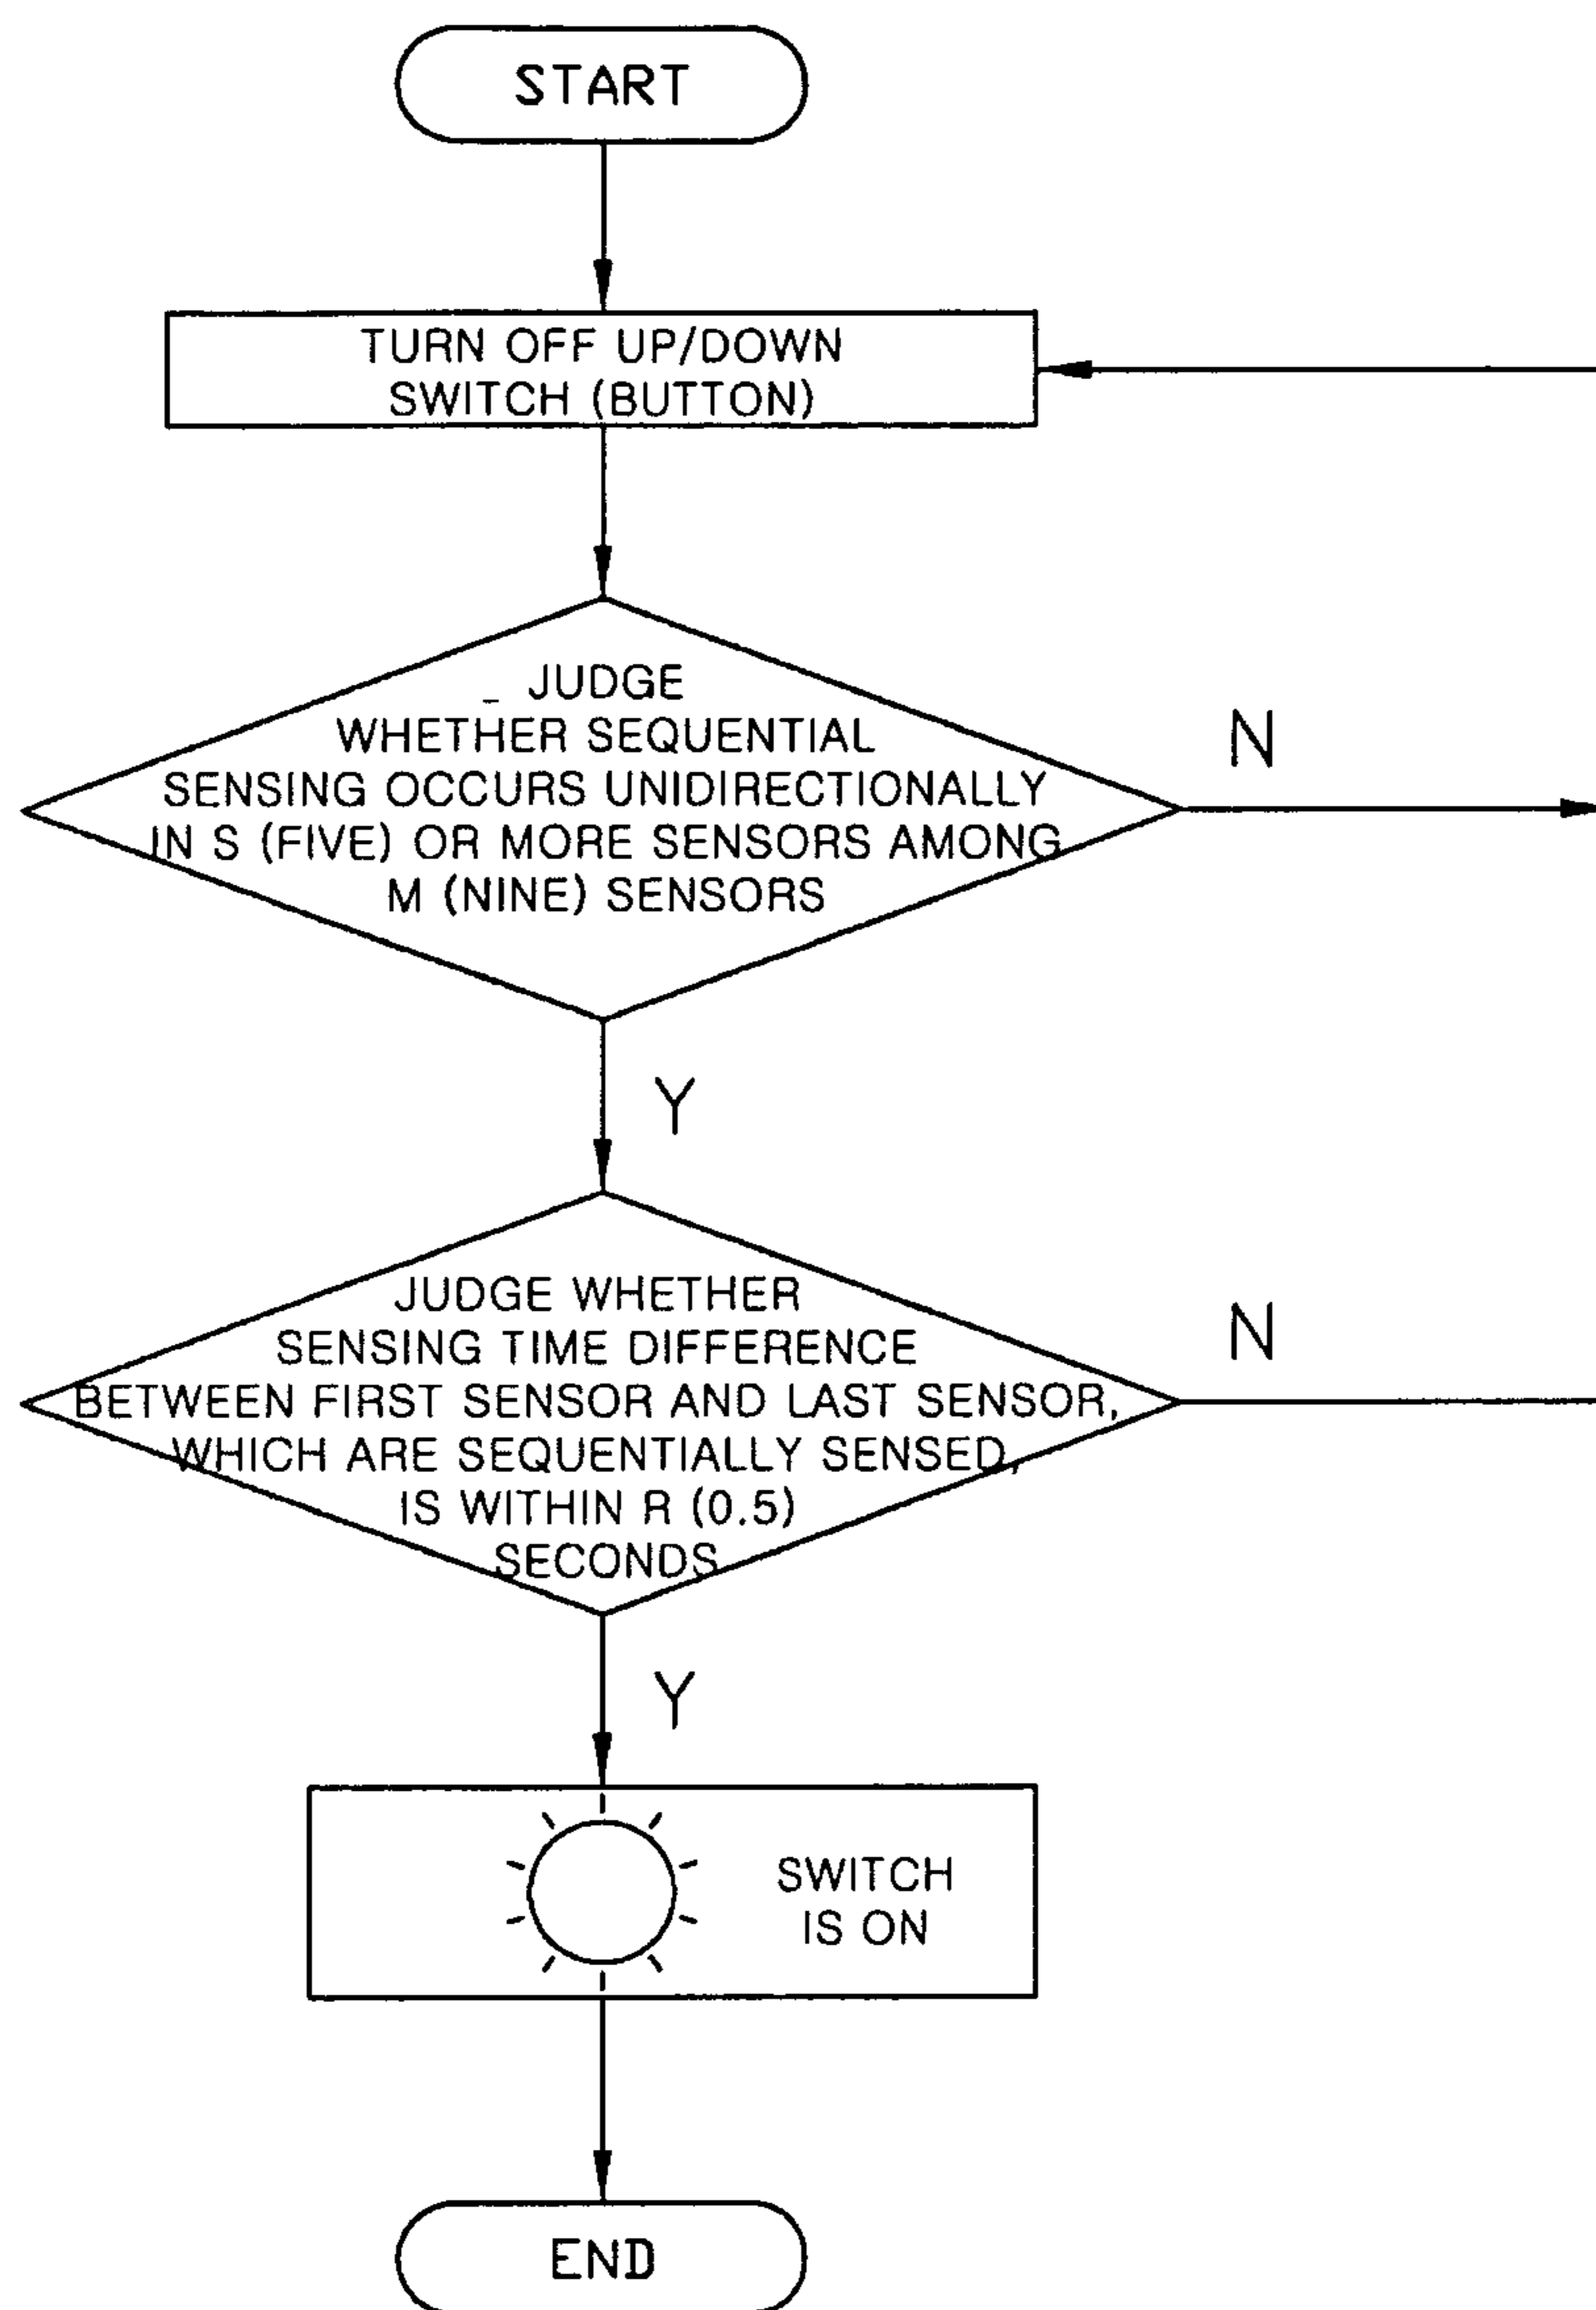 START
TURN OFF UP/DOWN
SWITCH (BUTTON)
JUDGE
WHETHER SEQUENTIAL
SENSING OCCURS UNIDIRECTIONALLY
IN S (FIVE) OR MORE SENSORS AMONG
M (NINE) SENSORS
N
Y
JUDGE WHETHER
SENSING TIME DIFFERENCE
BETWEEN FIRST SENSOR AND LAST SENSOR,
WHICH ARE SEQUENTIALLY SENSED,
IS WITHIN R (0.5)
SECONDS
N
Y
SWITCH
IS ON
END